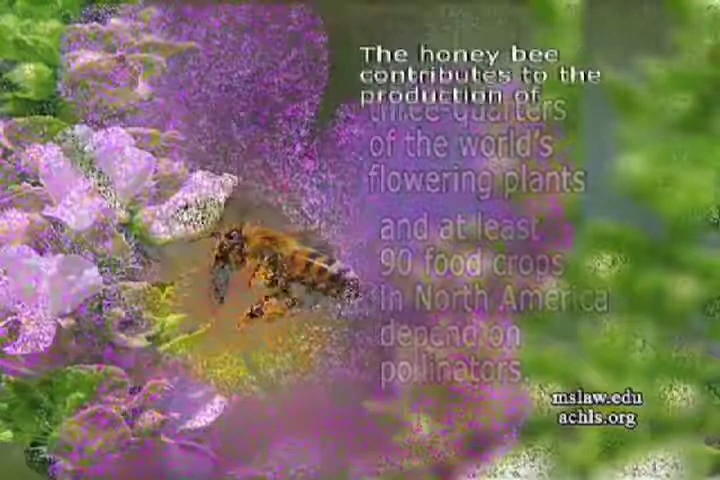 The honey bee
contributes to the
production of
three-quarters
of the world's
flowering plants
and at least
90 food crops
in North America
depend on
pollinators
mslaw.edu
achls.org